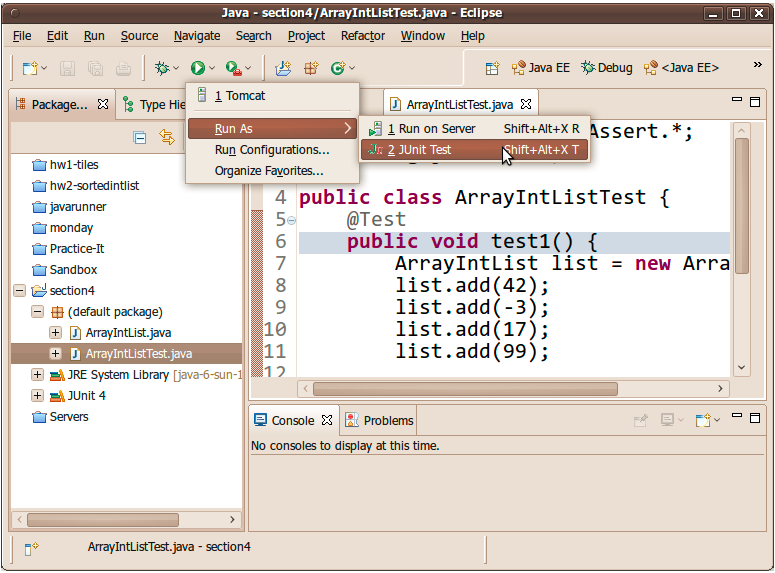 Java - section4/ArrayIntListTest.java - Eclipse
File Edit Run Source Navigate Search Project Refactor Window Help
Java EE Debug <Java EE> »
Package... Type Hie ArrayIntListTest.java
1 Tomcat
Run As
Run Configurations...
Organize Favorites...
1 Run on Server Shift+Alt+X R
2 JUnit Test Shift+Alt+X T
hw1-tiles
hw2-sortedintlist
javarunner
monday
Practice-It
Sandbox
section4
(default package)
ArrayIntList.java
ArrayIntListTest.java
JRE System Library [java-6-sun-1
JUnit 4
Servers
Assert.*;
4 public class ArrayIntListTest {
5 @Test
6 public void test1() {
7 ArrayIntList list = new Arra
8 list.add(42);
9 list.add(-3);
10 list.add(17);
11 list.add(99);
12
Console Problems
No consoles to display at this time.
ArrayIntListTest.java - section4